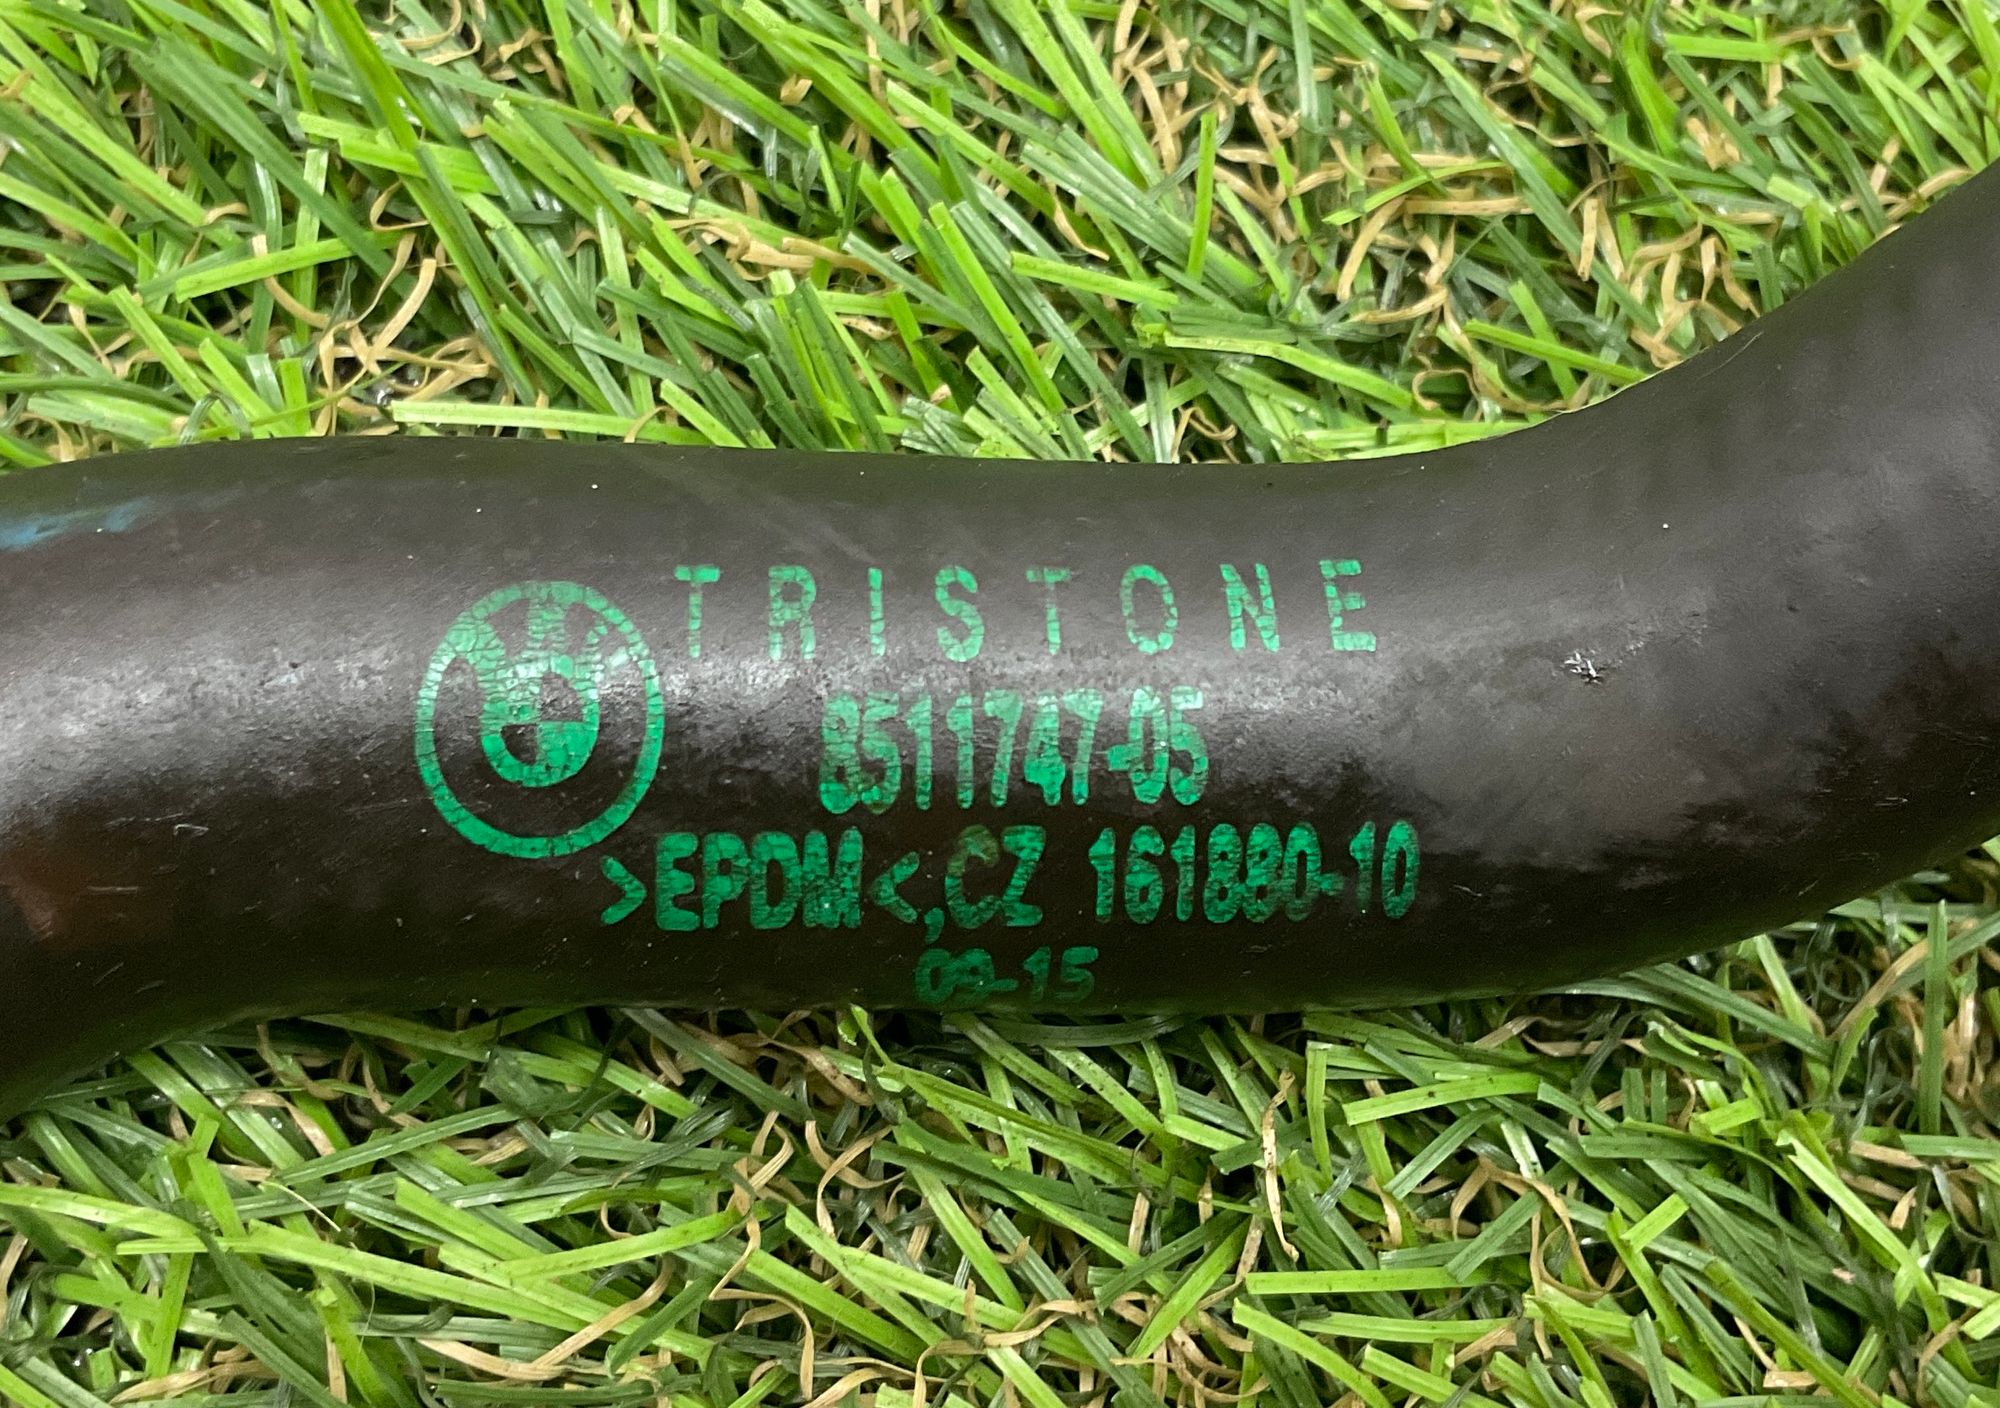 TRISTONE
8511747-05
>EPDM<,CZ 161880-10
09-15